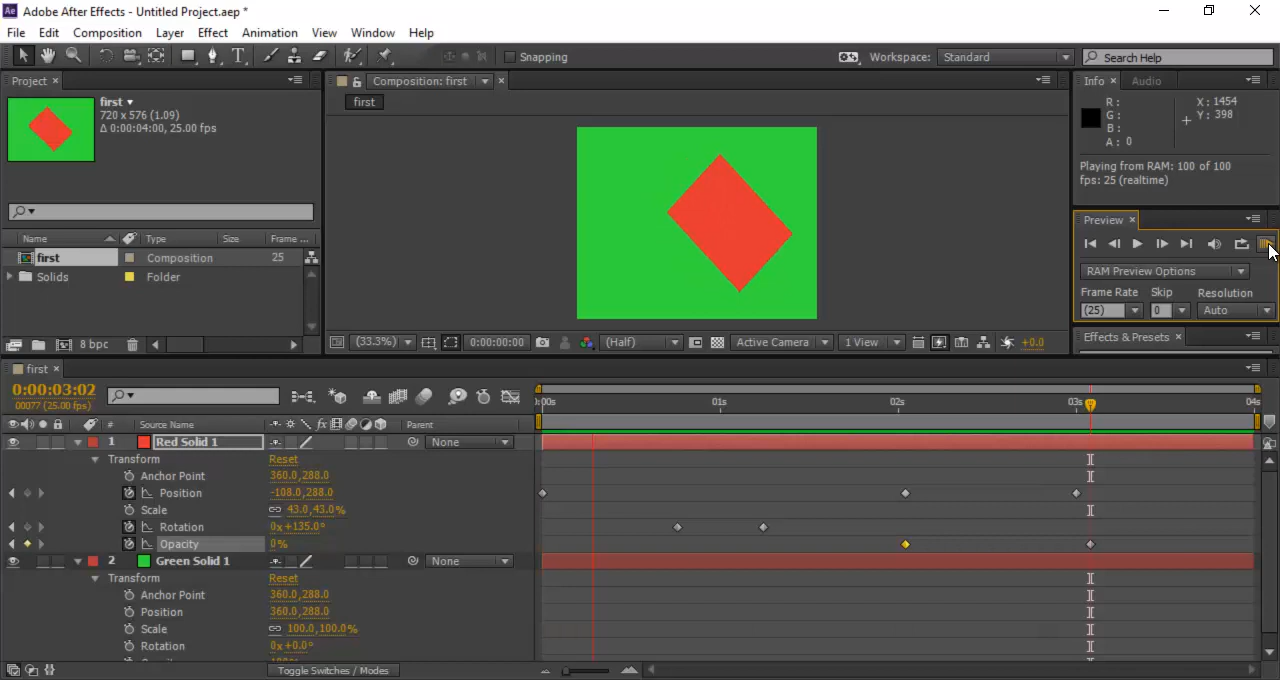 Ae Adobe After Effects - Untitled Project.aep *
File Edit Composition Layer Effect Animation View Window Help
T Snapping Workspace: Standard Search Help
Project × Composition: first × Info × Audio
first
720 x 576 (1.09)
Δ 0:00:04:00, 25.00 fps
first
R: X: 1454
G: Y: 398
B:
A: 0
Playing from RAM: 100 of 100
fps: 25 (realtime)
Preview ×
Name Type Size Frame ...
first Composition 25
Solids Folder
RAM Preview Options
Frame Rate Skip Resolution
(25) 0 Auto
8 bpc (33.3%) 0:00:00:00 (Half) Active Camera 1 View +0.0
Effects & Presets ×
first ×
0:00:03:02
00077 (25.00 fps)
0:00s 01s 02s 03s 04s
# Source Name fx Parent
1 Red Solid 1 None
Transform Reset
Anchor Point 360.0,288.0
Position -108.0,288.0
Scale 43.0,43.0%
Rotation 0x+135.0°
Opacity 0%
2 Green Solid 1 None
Transform Reset
Anchor Point 360.0,288.0
Position 360.0,288.0
Scale 100.0,100.0%
Rotation 0x+0.0°
Toggle Switches / Modes